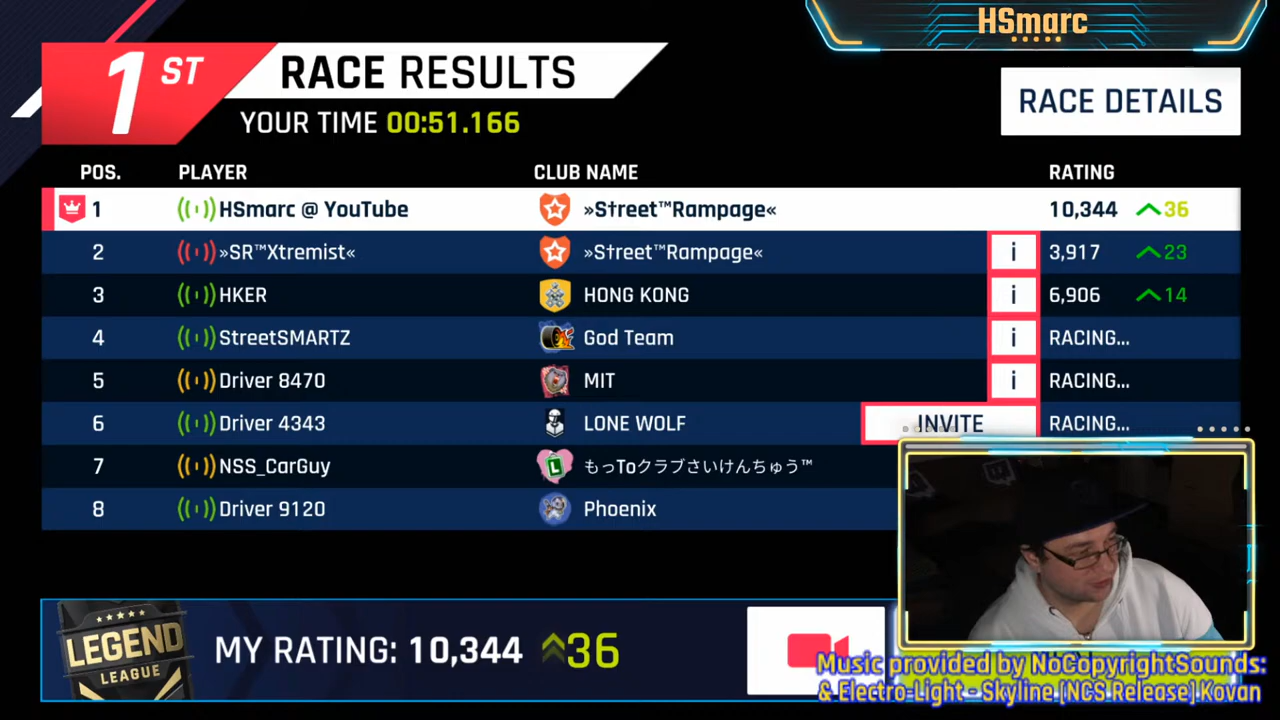 HSmarc
1ST
RACE RESULTS
YOUR TIME 00:51.166
RACE DETAILS
POS. PLAYER CLUB NAME RATING
1 HSmarc @ YouTube »S†reet™Rampage« 10,344 36
2 »SR™Xtremist« »S†reet™Rampage« i 3,917 23
3 HKER HONG KONG i 6,906 14
4 StreetSMARTZ God Team i RACING...
5 Driver 8470 MIT i RACING...
6 Driver 4343 LONE WOLF INVITE RACING...
7 NSS_CarGuy L もっToクラブさいけんちゅう™
8 Driver 9120 Phoenix
LEGEND
LEAGUE
MY RATING: 10,344 36
Music provided by NoCopyrightSounds:
& Electro-Light - Skyline [NCS Release] Kovan